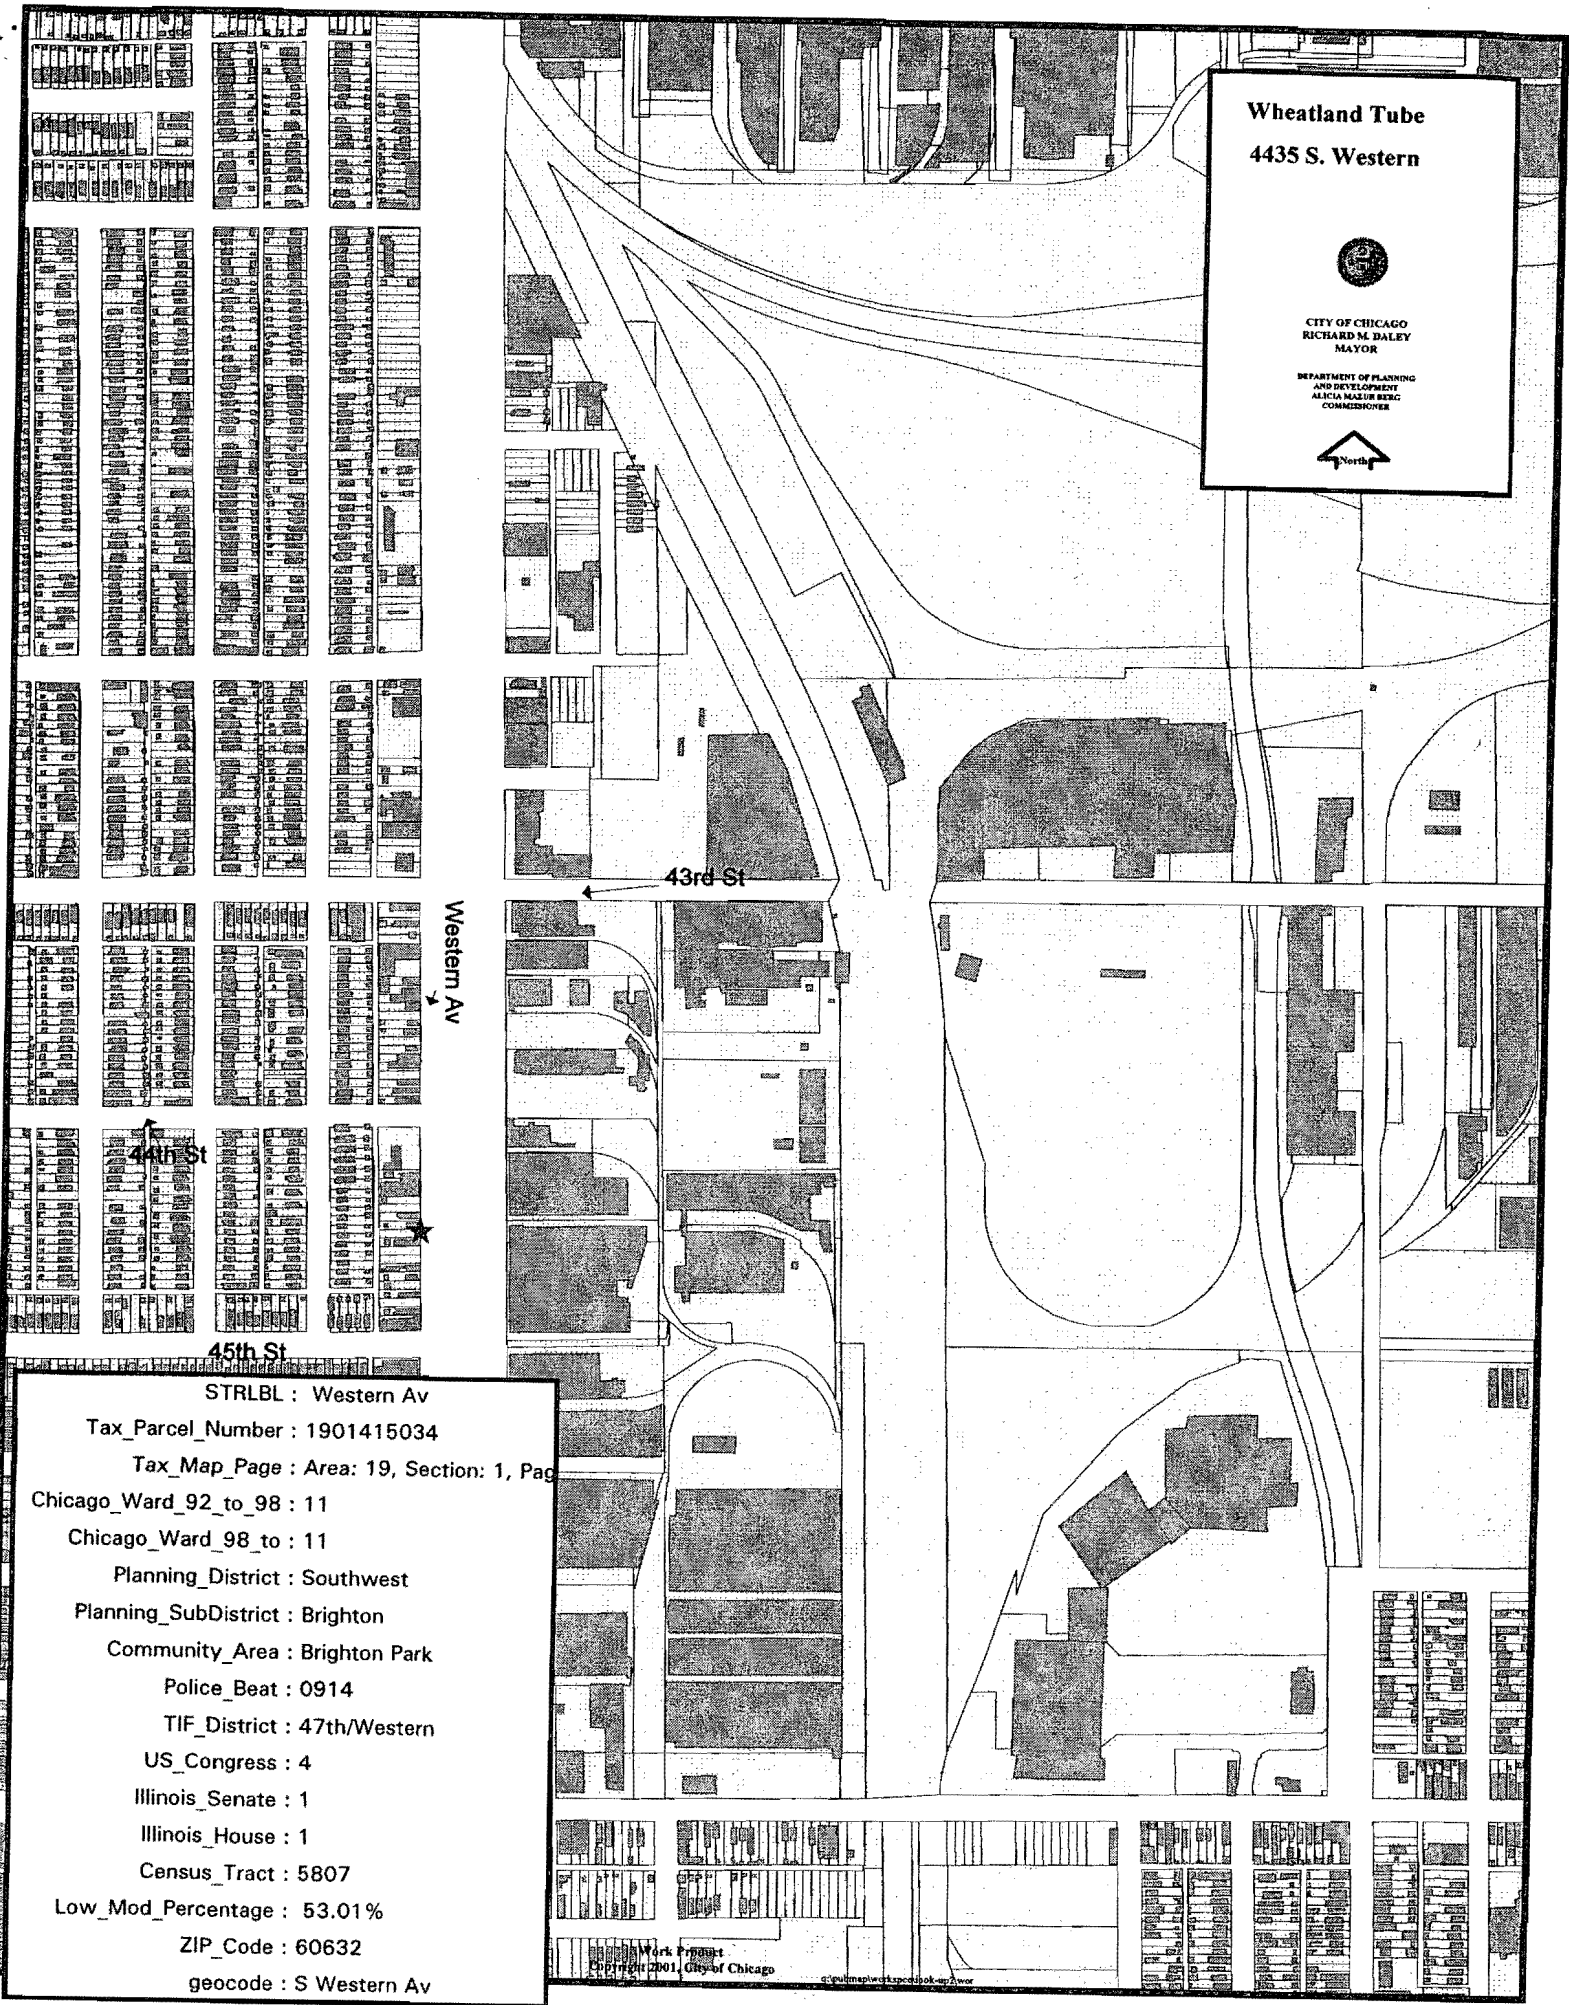 Wheatland Tube
4435 S. Western
CITY OF CHICAGO
RICHARD M. DALEY
MAYOR
DEPARTMENT OF PLANNING
AND DEVELOPMENT
ALICIA MAZUR BERG
COMMISSIONER
North
43rd St
Western Av
44th St
45th St
STRLBL : Western Av
Tax_Parcel_Number : 1901415034
Tax_Map_Page : Area: 19, Section: 1, Pag
Chicago_Ward_92_to_98 : 11
Chicago_Ward_98_to : 11
Planning_District : Southwest
Planning_SubDistrict : Brighton
Community_Area : Brighton Park
Police_Beat : 0914
TIF_District : 47th/Western
US_Congress : 4
Illinois_Senate : 1
Illinois_House : 1
Census_Tract : 5807
Low_Mod_Percentage : 53.01%
ZIP_Code : 60632
geocode : S Western Av
Work Product
Copyright 2001, City of Chicago